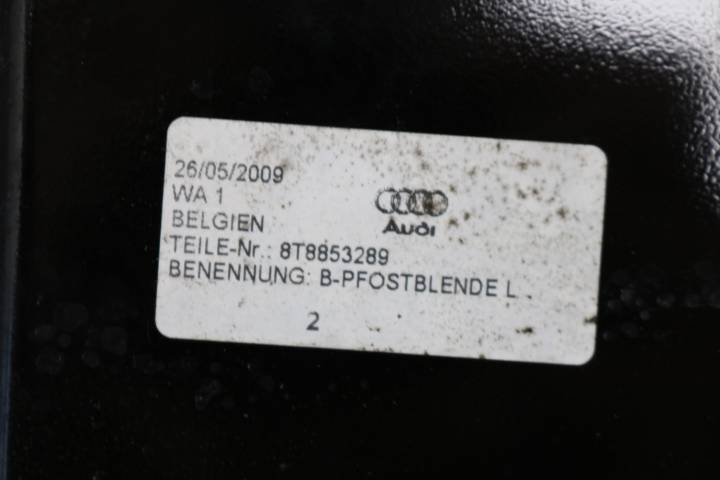 26/05/2009
WA 1
BELGIEN
Audi
TEILE-Nr.: 8T8853289
BENENNUNG: B-PFOSTBLENDE L
2